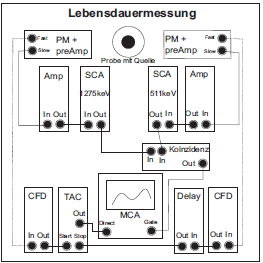 Lebensdauermessung
Fast
PM +
preAmp
Slow
Probe mit Quelle
PM +
preAmp
Fast
Slow
Amp
In Out
SCA
1275keV
In Out
SCA
511keV
Out In
Amp
Out In
Koinzidenz
In In
Out
CFD
In Out
TAC
Out
Start Stop
MCA
Direct
Gate
Delay
Out In
CFD
Out In